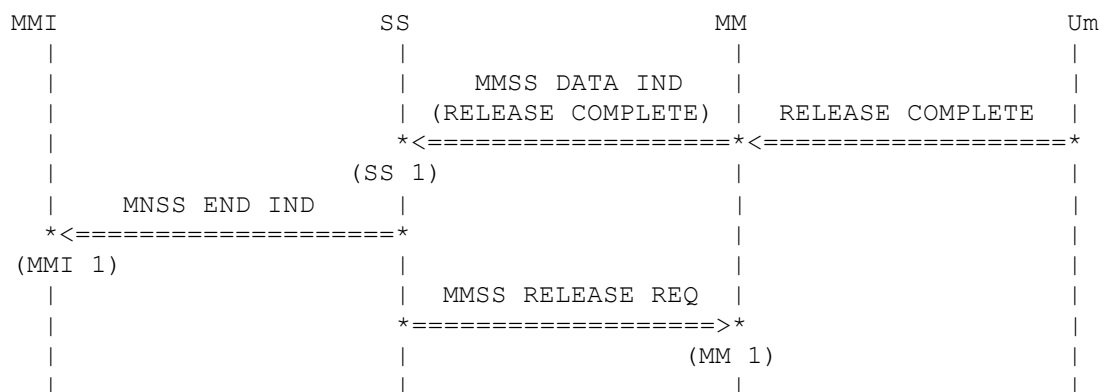 MMI SS MM Um
| | | |
| | MMSS DATA IND | |
| | (RELEASE COMPLETE) | RELEASE COMPLETE |
| *<===================*<===================*
| (SS 1) | |
| MNSS END IND | | |
*<=====================* | |
(MMI 1) | | |
| | MMSS RELEASE REQ | |
| *===================>* |
| | (MM 1) |
| | | |